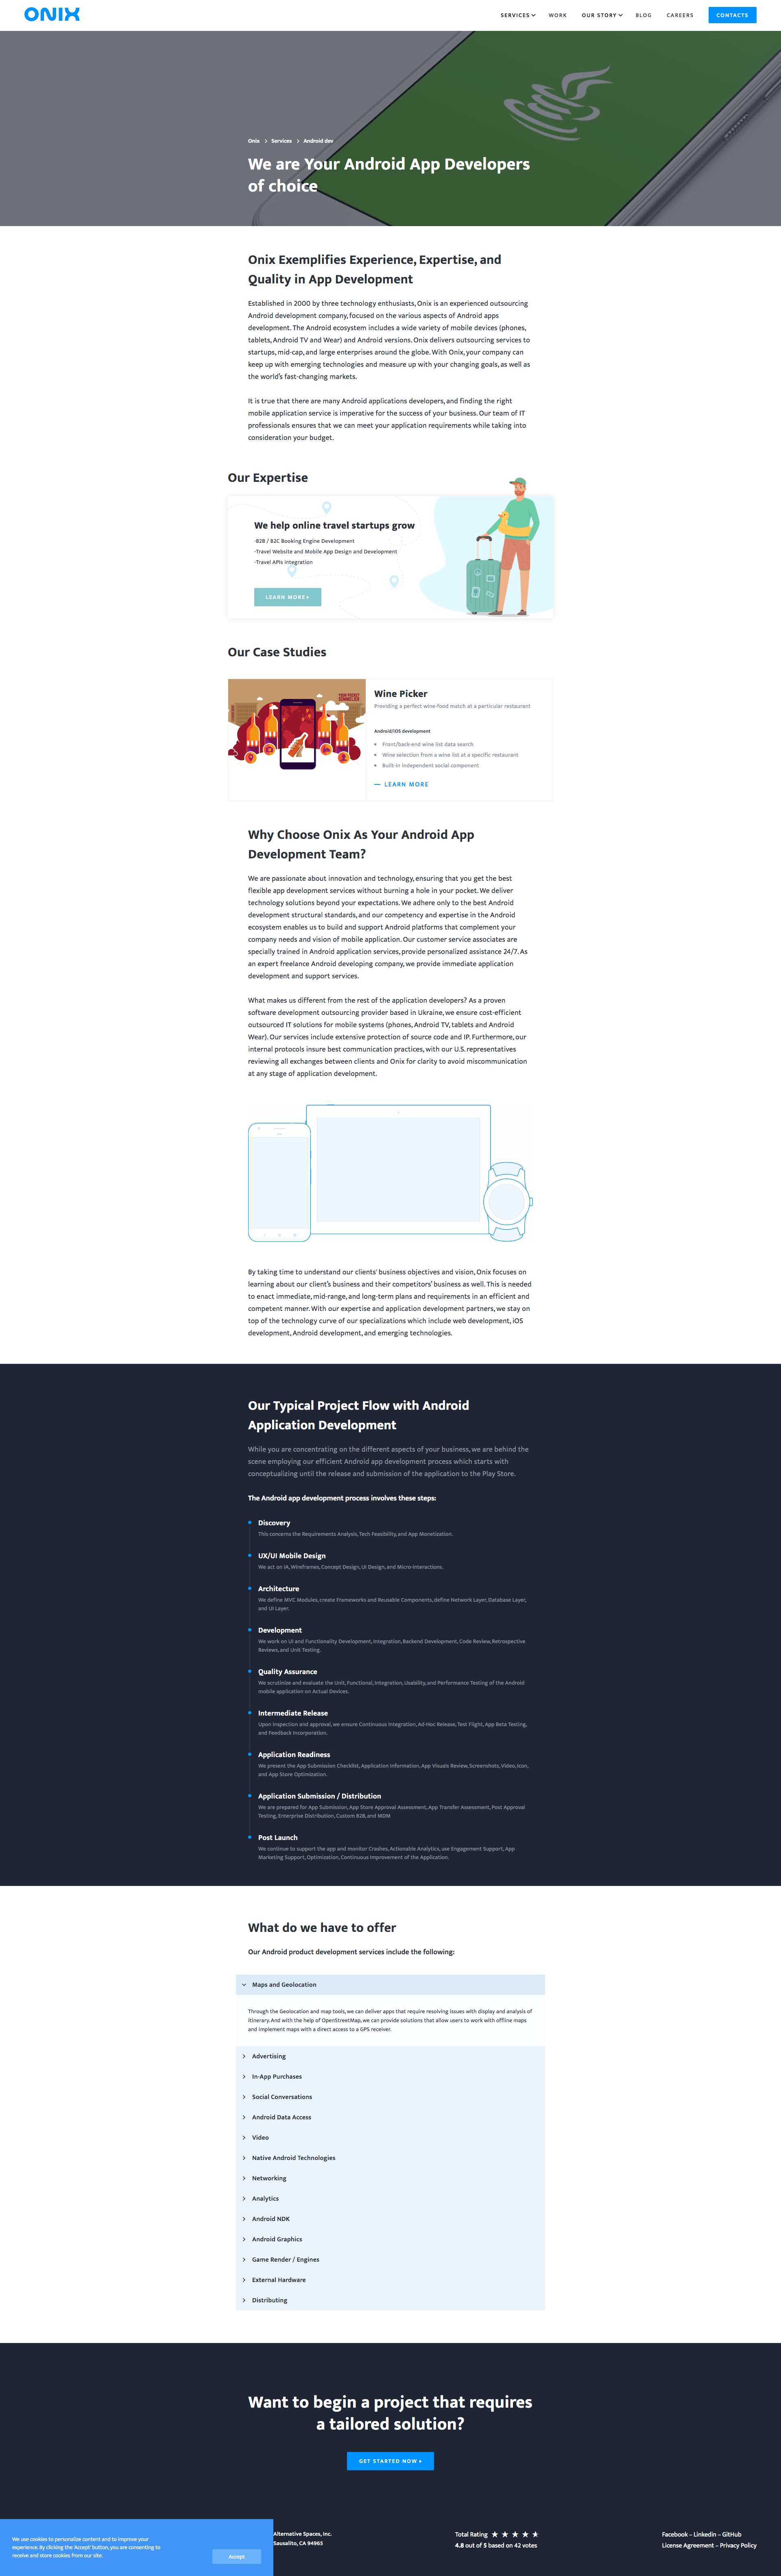 ONIX
SERVICES
WORK
OUR STORY
BLOG
CAREERS
CONTACTS
Onix > Services > Android dev
We are Your Android App Developers
of choice
Onix Exemplifies Experience, Expertise, and
Quality in App Development
Established in 2000 by three technology enthusiasts, Onix is an experienced outsourcing
Android development company, focused on the various aspects of Android apps
development. The Android ecosystem includes a wide variety of mobile devices (phones,
tablets, Android TV and Wear) and Android versions. Onix delivers outsourcing services to
startups, mid-cap, and large enterprises around the globe. With Onix, your company can
keep up with emerging technologies and measure up with your changing goals, as well as
the world's fast-changing markets.
It is true that there are many Android applications developers, and finding the right
mobile application service is imperative for the success of your business. Our team of IT
professionals ensures that we can meet your application requirements while taking into
consideration your budget.
Our Expertise
We help online travel startups grow
-B2B / B2C Booking Engine Development
-Travel Website and Mobile App Design and Development
-Travel APIs integration
LEARN MORE
Our Case Studies
YOUR POCKET
SOMMELIER
Wine Picker
Providing a perfect wine-food match at a particular restaurant
Android/iOS development
Front/back-end wine list data search
Wine selection from a wine list at a specific restaurant
Built-in independent social component
LEARN MORE
Why Choose Onix As Your Android App
Development Team?
We are passionate about innovation and technology, ensuring that you get the best
flexible app development services without burning a hole in your pocket. We deliver
technology solutions beyond your expectations. We adhere only to the best Android
development structural standards, and our competency and expertise in the Android
ecosystem enables us to build and support Android platforms that complement your
company needs and vision of mobile application. Our customer service associates are
specially trained in Android application services, provide personalized assistance 24/7. As
an expert freelance Android developing company, we provide immediate application
development and support services.
What makes us different from the rest of the application developers? As a proven
software development outsourcing provider based in Ukraine, we ensure cost-efficient
outsourced IT solutions for mobile systems (phones, Android TV, tablets and Android
Wear). Our services include extensive protection of source code and IP. Furthermore, our
internal protocols insure best communication practices, with our U.S. representatives
reviewing all exchanges between clients and Onix for clarity to avoid miscommunication
at any stage of application development.
By taking time to understand our clients' business objectives and vision, Onix focuses on
learning about our client's business and their competitors' business as well. This is needed
to enact immediate, mid-range, and long-term plans and requirements in an efficient and
competent manner. With our expertise and application development partners, we stay on
top of the technology curve of our specializations which include web development, iOS
development, Android development, and emerging technologies.
Our Typical Project Flow with Android
Application Development
While you are concentrating on the different aspects of your business, we are behind the
scene employing our efficient Android app development process which starts with
conceptualizing until the release and submission of the application to the Play Store.
The Android app development process involves these steps:
Discovery
This concerns the Requirements Analysis, Tech Feasibility, and App Monetization.
UX/UI Mobile Design
We act on IA, Wireframes, Concept Design, UI Design, and Micro-Interactions.
Architecture
We define MVC Modules, create Frameworks and Reusable Components, define Network Layer, Database Layer,
and UI Layer.
Development
We work on UI and Functionality Development, Integration, Backend Development, Code Review, Retrospective
Reviews, and Unit Testing.
Quality Assurance
We scrutinize and evaluate the Unit, Functional, Integration, Usability, and Performance Testing of the Android
mobile application on Actual Devices.
Intermediate Release
Upon Inspection and approval, we ensure Continuous Integration, Ad-Hoc Release, Test Flight, App Beta Testing,
and Feedback Incorporation.
Application Readiness
We present the App Submission Checklist, Application Information, App Visuals Review, Screenshots, Video, Icon,
and App Store Optimization.
Application Submission / Distribution
We are prepared for App Submission, App Store Approval Assessment, App Transfer Assessment, Post Approval
Testing, Enterprise Distribution, Custom B2B, and MDM
Post Launch
We continue to support the app and monitor Crashes, Actionable Analytics, use Engagement Support, App
Marketing Support, Optimization, Continuous Improvement of the Application.
What do we have to offer
Our Android product development services include the following:
Maps and Geolocation
Through the Geolocation and map tools, we can deliver apps that require resolving issues with display and analysis of
itinerary. And with the help of OpenStreetMap, we can provide solutions that allow users to work with offline maps
and implement maps with a direct access to a GPS receiver.
Advertising
In-App Purchases
Social Conversations
Android Data Access
Video
Native Android Technologies
Networking
Analytics
Android NDK
Android Graphics
Game Render / Engines
External Hardware
Distributing
Want to begin a project that requires
a tailored solution?
GET STARTED NOW
We use cookies to personalize content and to improve your
experience. By clicking the 'Accept' button, you are consenting to
receive and store cookies from our site.
Accept
Alternative Spaces, Inc.
Sausalito, CA 94965
Total Rating
4.8 out of 5 based on 42 votes
Facebook – Linkedin – GitHub
License Agreement – Privacy Policy